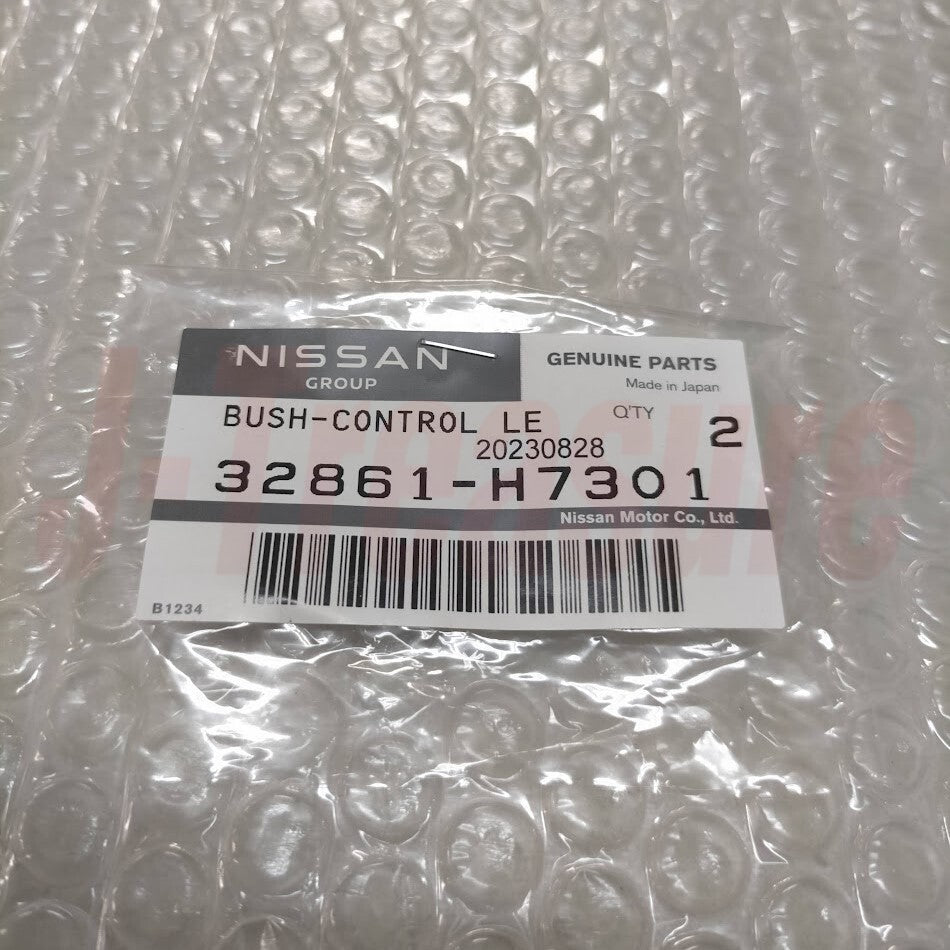 NISSAN
GROUP
GENUINE PARTS
Made in Japan
BUSH-CONTROL LE
Q'TY 2
20230828
32861-H7301
Nissan Motor Co., Ltd.
B1234
J-Treasure